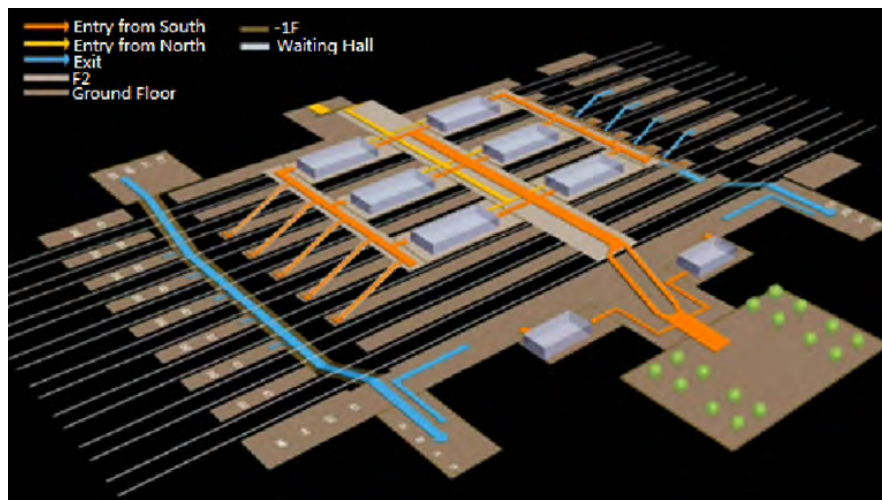 Entry from South
Entry from North
Exit
F2
Ground Floor
-1F
Waiting Hall